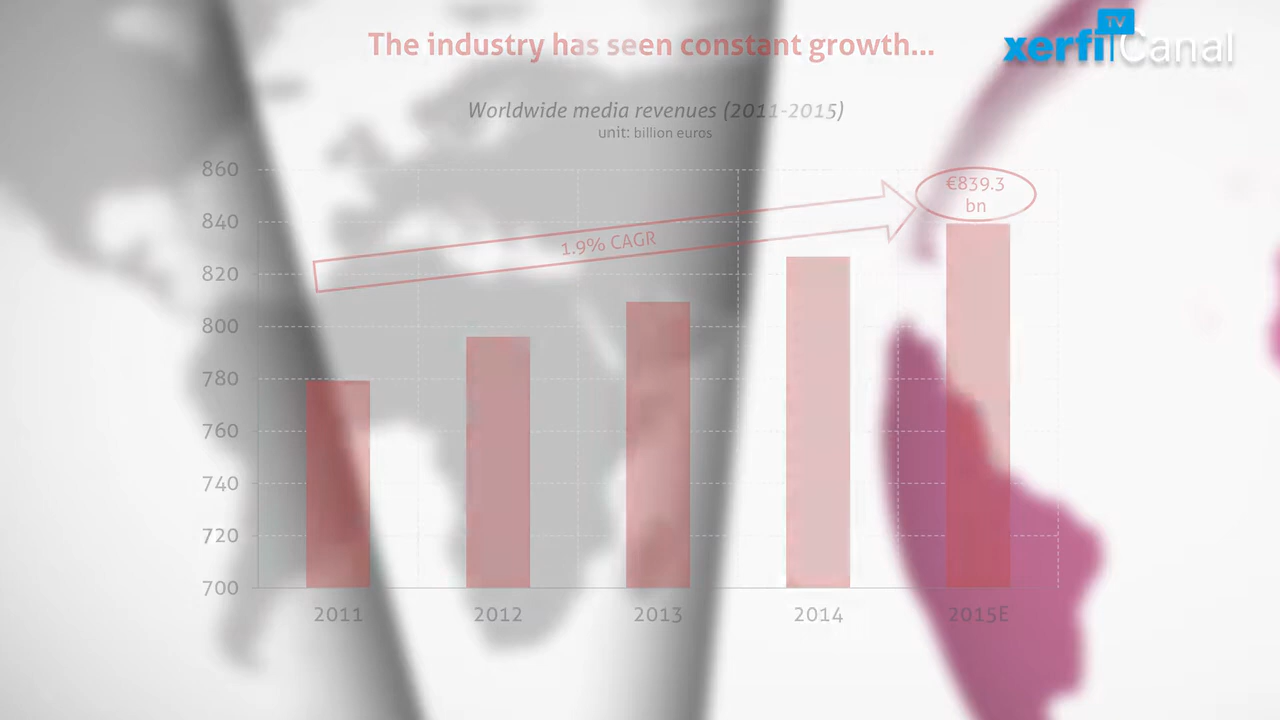 The industry has seen constant growth...
TV
xerfi Canal
Worldwide media revenues (2011-2015)
unit: billion euros
860
840
820
800
780
760
740
720
700
€839.3
bn
1.9% CAGR
2011
2012
2013
2014
2015E